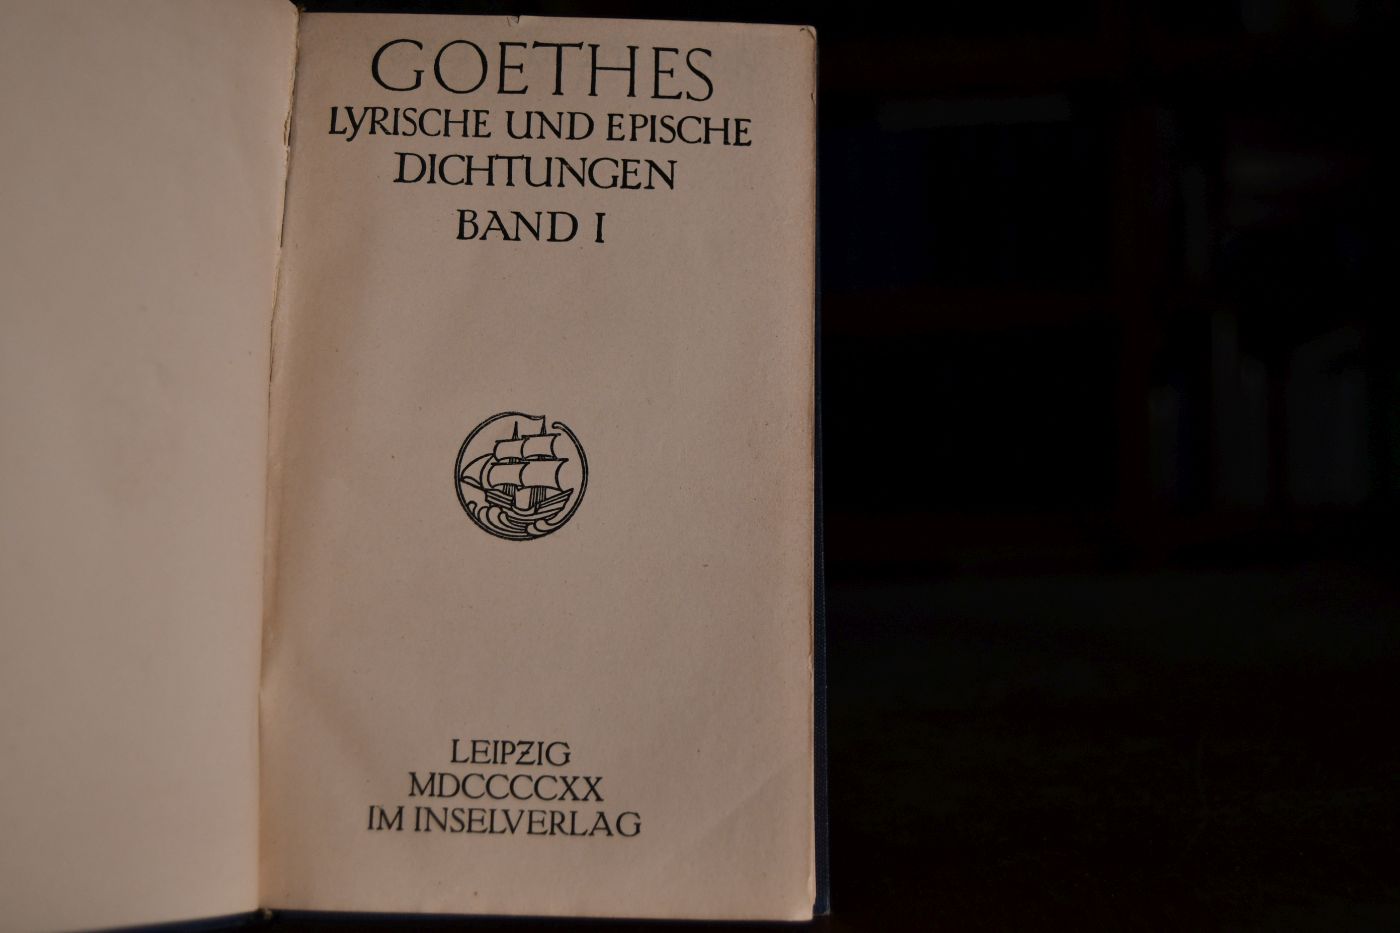 GOETHES
LYRISCHE UND EPISCHE
DICHTUNGEN
BAND I
LEIPZIG
MDCCCCXX
IM INSELVERLAG